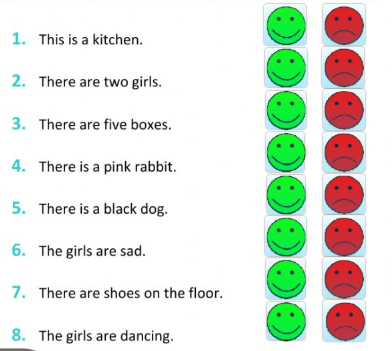 1. This is a kitchen.
2. There are two girls.
3. There are five boxes.
4. There is a pink rabbit.
5. There is a black dog.
6. The girls are sad.
7. There are shoes on the floor.
8. The girls are dancing.